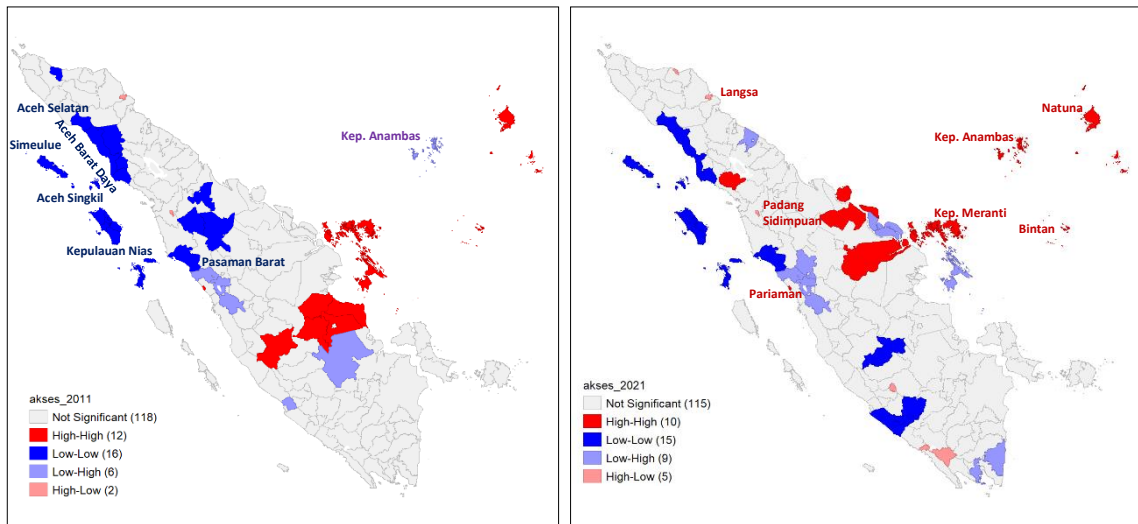 Aceh Selatan
Simeulue
Aceh Barat Daya
Aceh Singkil
Kepulauan Nias
Pasaman Barat
Kep. Anambas
akses_2011
Not Significant (118)
High-High (12)
Low-Low (16)
Low-High (6)
High-Low (2)
Langsa
Natuna
Kep. Anambas
Padang
Sidimpuan
Kep. Meranti
Bintan
Pariaman
akses_2021
Not Significant (115)
High-High (10)
Low-Low (15)
Low-High (9)
High-Low (5)